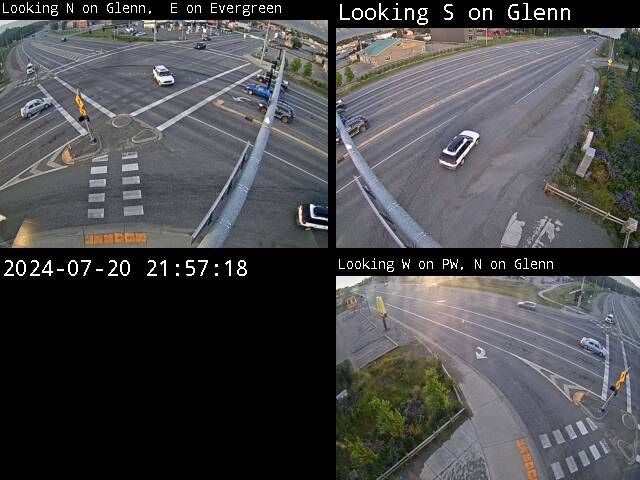 Looking N on Glenn,  E on Evergreen
Looking S on Glenn
2024-07-20 21:57:18
Looking W on PW, N on Glenn